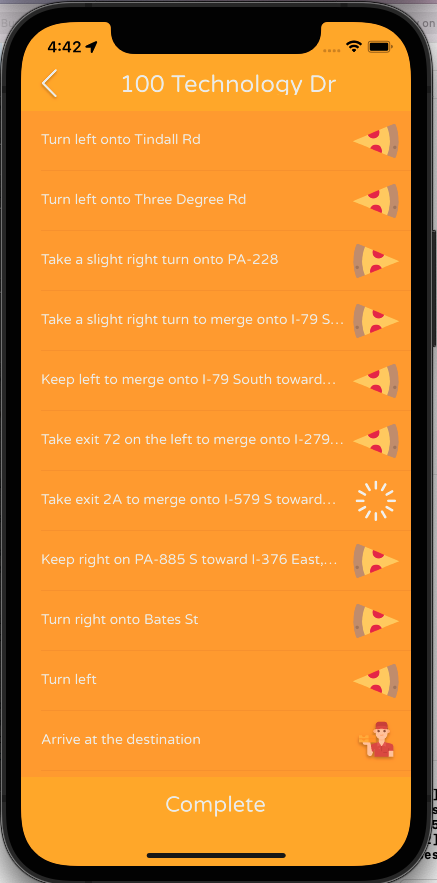 4:42
100 Technology Dr
Turn left onto Tindall Rd
Turn left onto Three Degree Rd
Take a slight right turn onto PA-228
Take a slight right turn to merge onto I-79 S...
Keep left to merge onto I-79 South toward...
Take exit 72 on the left to merge onto I-279...
Take exit 2A to merge onto I-579 S toward...
Keep right on PA-885 S toward I-376 East,...
Turn right onto Bates St
Turn left
Arrive at the destination
Complete